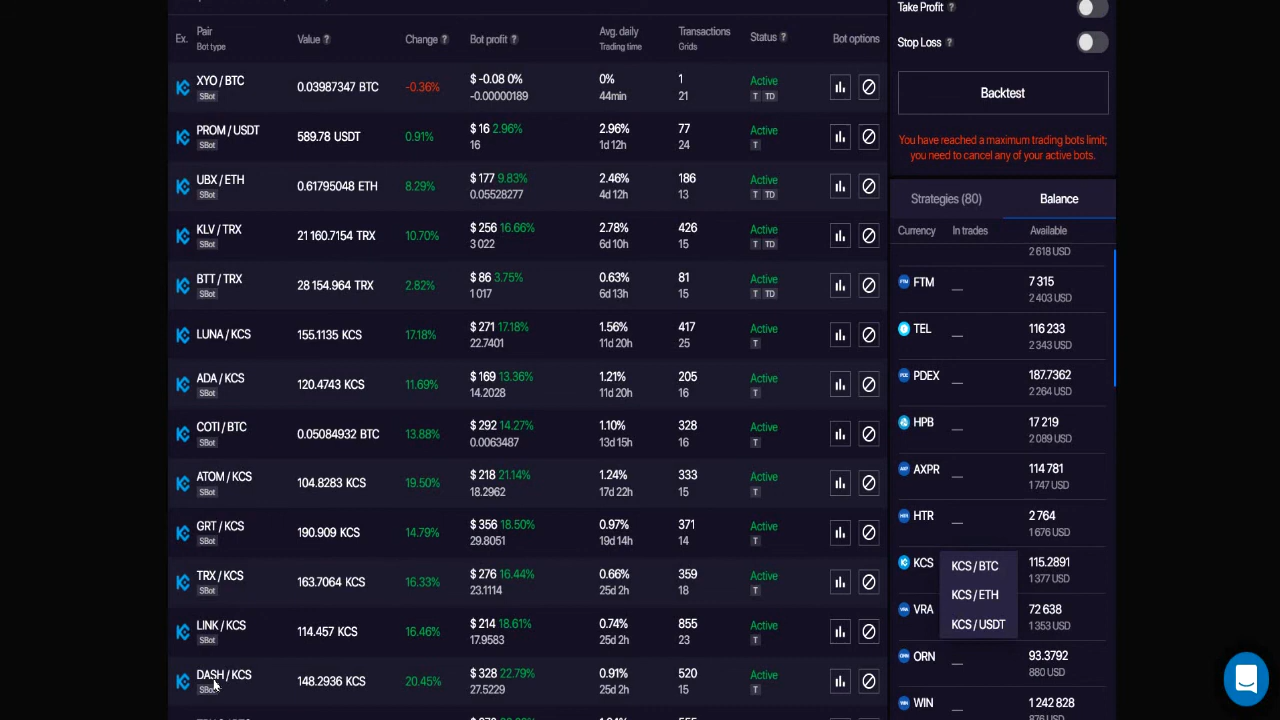 Ex. Pair Value ? Change ? Bot profit ? Avg. daily Transactions Status ? Bot options
Bot type Trading time Grids
XYO / BTC 0.03987347 BTC -0.36% $ -0.08 0% 0% 1 Active
SBot -0.00000189 44min 21 T TD
PROM / USDT 589.78 USDT 0.91% $ 16 2.96% 2.96% 77 Active
SBot 16 1d 12h 24 T
UBX / ETH 0.61795048 ETH 8.29% $ 177 9.83% 2.46% 186 Active
SBot 0.05528277 4d 12h 13 T TD
KLV / TRX 21 160.7154 TRX 10.70% $ 256 16.66% 2.78% 426 Active
SBot 3 022 6d 10h 15 T TD
BTT / TRX 28 154.964 TRX 2.82% $ 86 3.75% 0.63% 81 Active
SBot 1 017 6d 13h 15 T TD
LUNA / KCS 155.1135 KCS 17.18% $ 271 17.18% 1.56% 417 Active
22.7401 11d 20h 25 T
ADA / KCS 120.4743 KCS 11.69% $ 169 13.36% 1.21% 205 Active
SBot 14.2028 11d 20h 16 T
COTI / BTC 0.05084932 BTC 13.88% $ 292 14.27% 1.10% 328 Active
SBot 0.0063487 13d 15h 16 T
ATOM / KCS 104.8283 KCS 19.50% $ 218 21.14% 1.24% 333 Active
SBot 18.2962 17d 22h 15 T
GRT / KCS 190.909 KCS 14.79% $ 356 18.50% 0.97% 371 Active
SBot 29.8051 19d 14h 14 T
TRX / KCS 163.7064 KCS 16.33% $ 276 16.44% 0.66% 359 Active
SBot 23.1114 25d 2h 18 T
LINK / KCS 114.457 KCS 16.46% $ 214 18.61% 0.74% 855 Active
SBot 17.9583 25d 2h 23 T
DASH / KCS 148.2936 KCS 20.45% $ 328 22.79% 0.91% 520 Active
SBot 27.5229 25d 2h 15 T
Take Profit ?
Stop Loss ?
Backtest
You have reached a maximum trading bots limit;
you need to cancel any of your active bots.
Strategies (80) Balance
Currency In trades Available
2 618 USD
FTM — 7 315
2 403 USD
TEL — 116 233
2 343 USD
PDEX — 187.7362
2 264 USD
HPB — 17 219
2 089 USD
AXPR — 114 781
1 747 USD
HTR — 2 764
1 676 USD
KCS KCS / BTC 115.2891
1 377 USD
KCS / ETH
VRA 72 638
KCS / USDT 1 353 USD
ORN — 93.3792
880 USD
WIN — 1 242 828